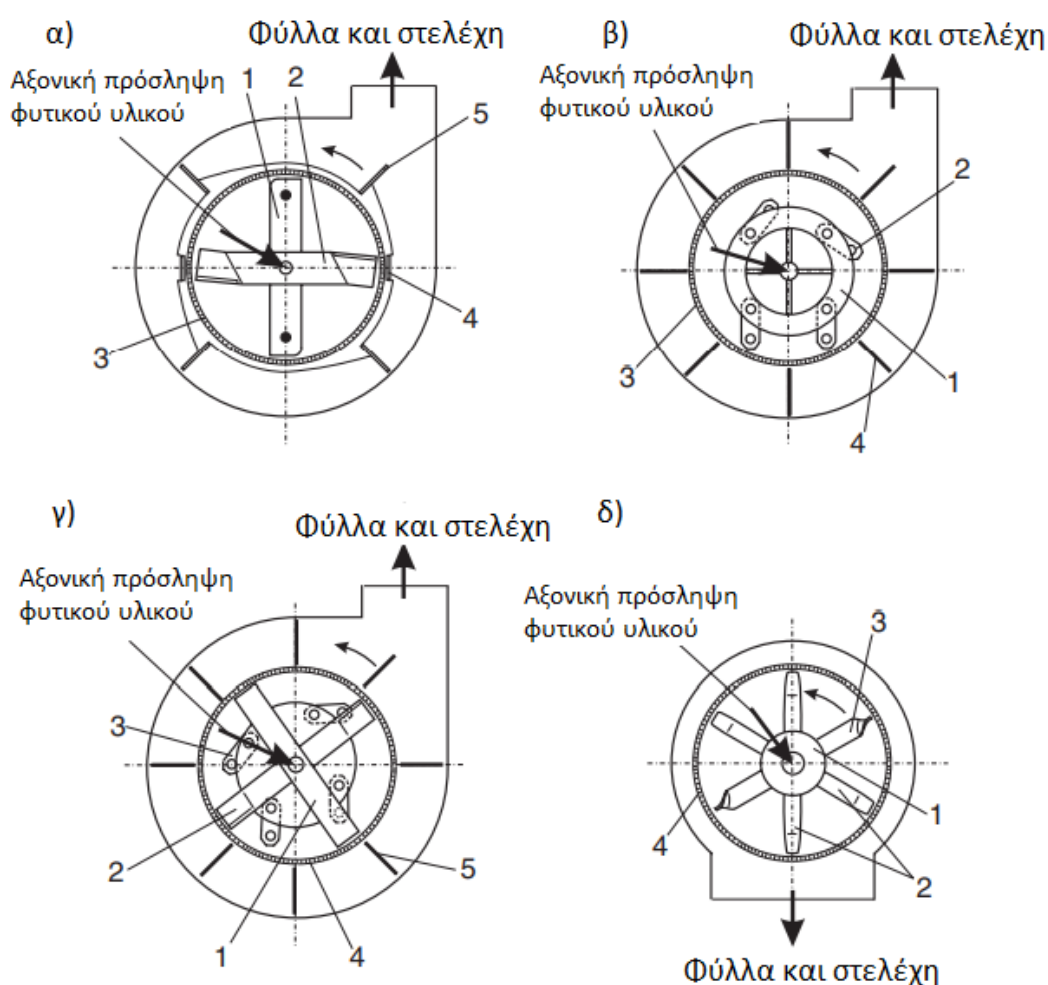 α)
Φύλλα και στελέχη
Αξονική πρόσληψη
φυτικού υλικού
1
2
5
3
4
β)
Φύλλα και στελέχη
Αξονική πρόσληψη
φυτικού υλικού
2
3
1
4
γ)
Φύλλα και στελέχη
Αξονική πρόσληψη
φυτικού υλικού
3
2
5
1
4
δ)
Αξονική πρόσληψη
φυτικού υλικού
3
1
4
2
Φύλλα και στελέχη